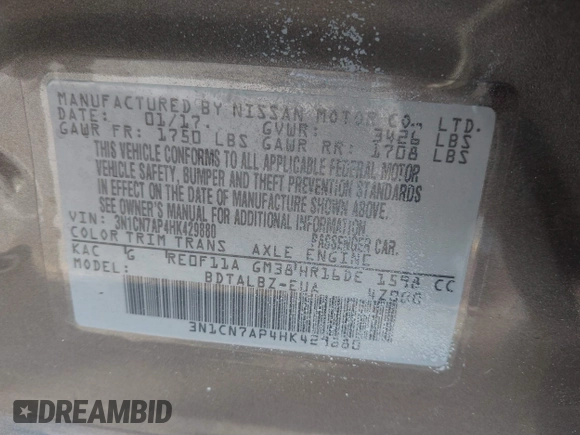 MANUFACTURED BY NISSAN MOTOR CO., LTD.
DATE: 01/17. GVWR: 3426 LBS
GAWR FR: 1750 LBS GAWR RR: 1708 LBS
THIS VEHICLE CONFORMS TO ALL APPLICABLE FEDERAL MOTOR
VEHICLE SAFETY, BUMPER AND THEFT PREVENTION STANDARDS
IN EFFECT ON THE DATE OF MANUFACTURE SHOWN ABOVE.
SEE OWNER'S MANUAL FOR ADDITIONAL INFORMATION
VIN: 3N1CN7AP4HK429880 PASSENGER CAR.
COLOR TRIM TRANS AXLE ENGINE
KAC G RE0F11A GM38 HR16DE 1598 CC
MODEL: BDTALBZ-EUA
3N1CN7AP4HK429880
DREAMBID